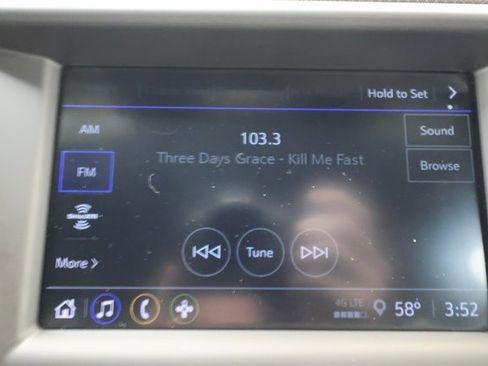 Hold to Set
AM
103.3
Sound
Three Days Grace - Kill Me Fast
FM
Browse
SiriusXM
Tune
More
4G LTE
58°
3:52